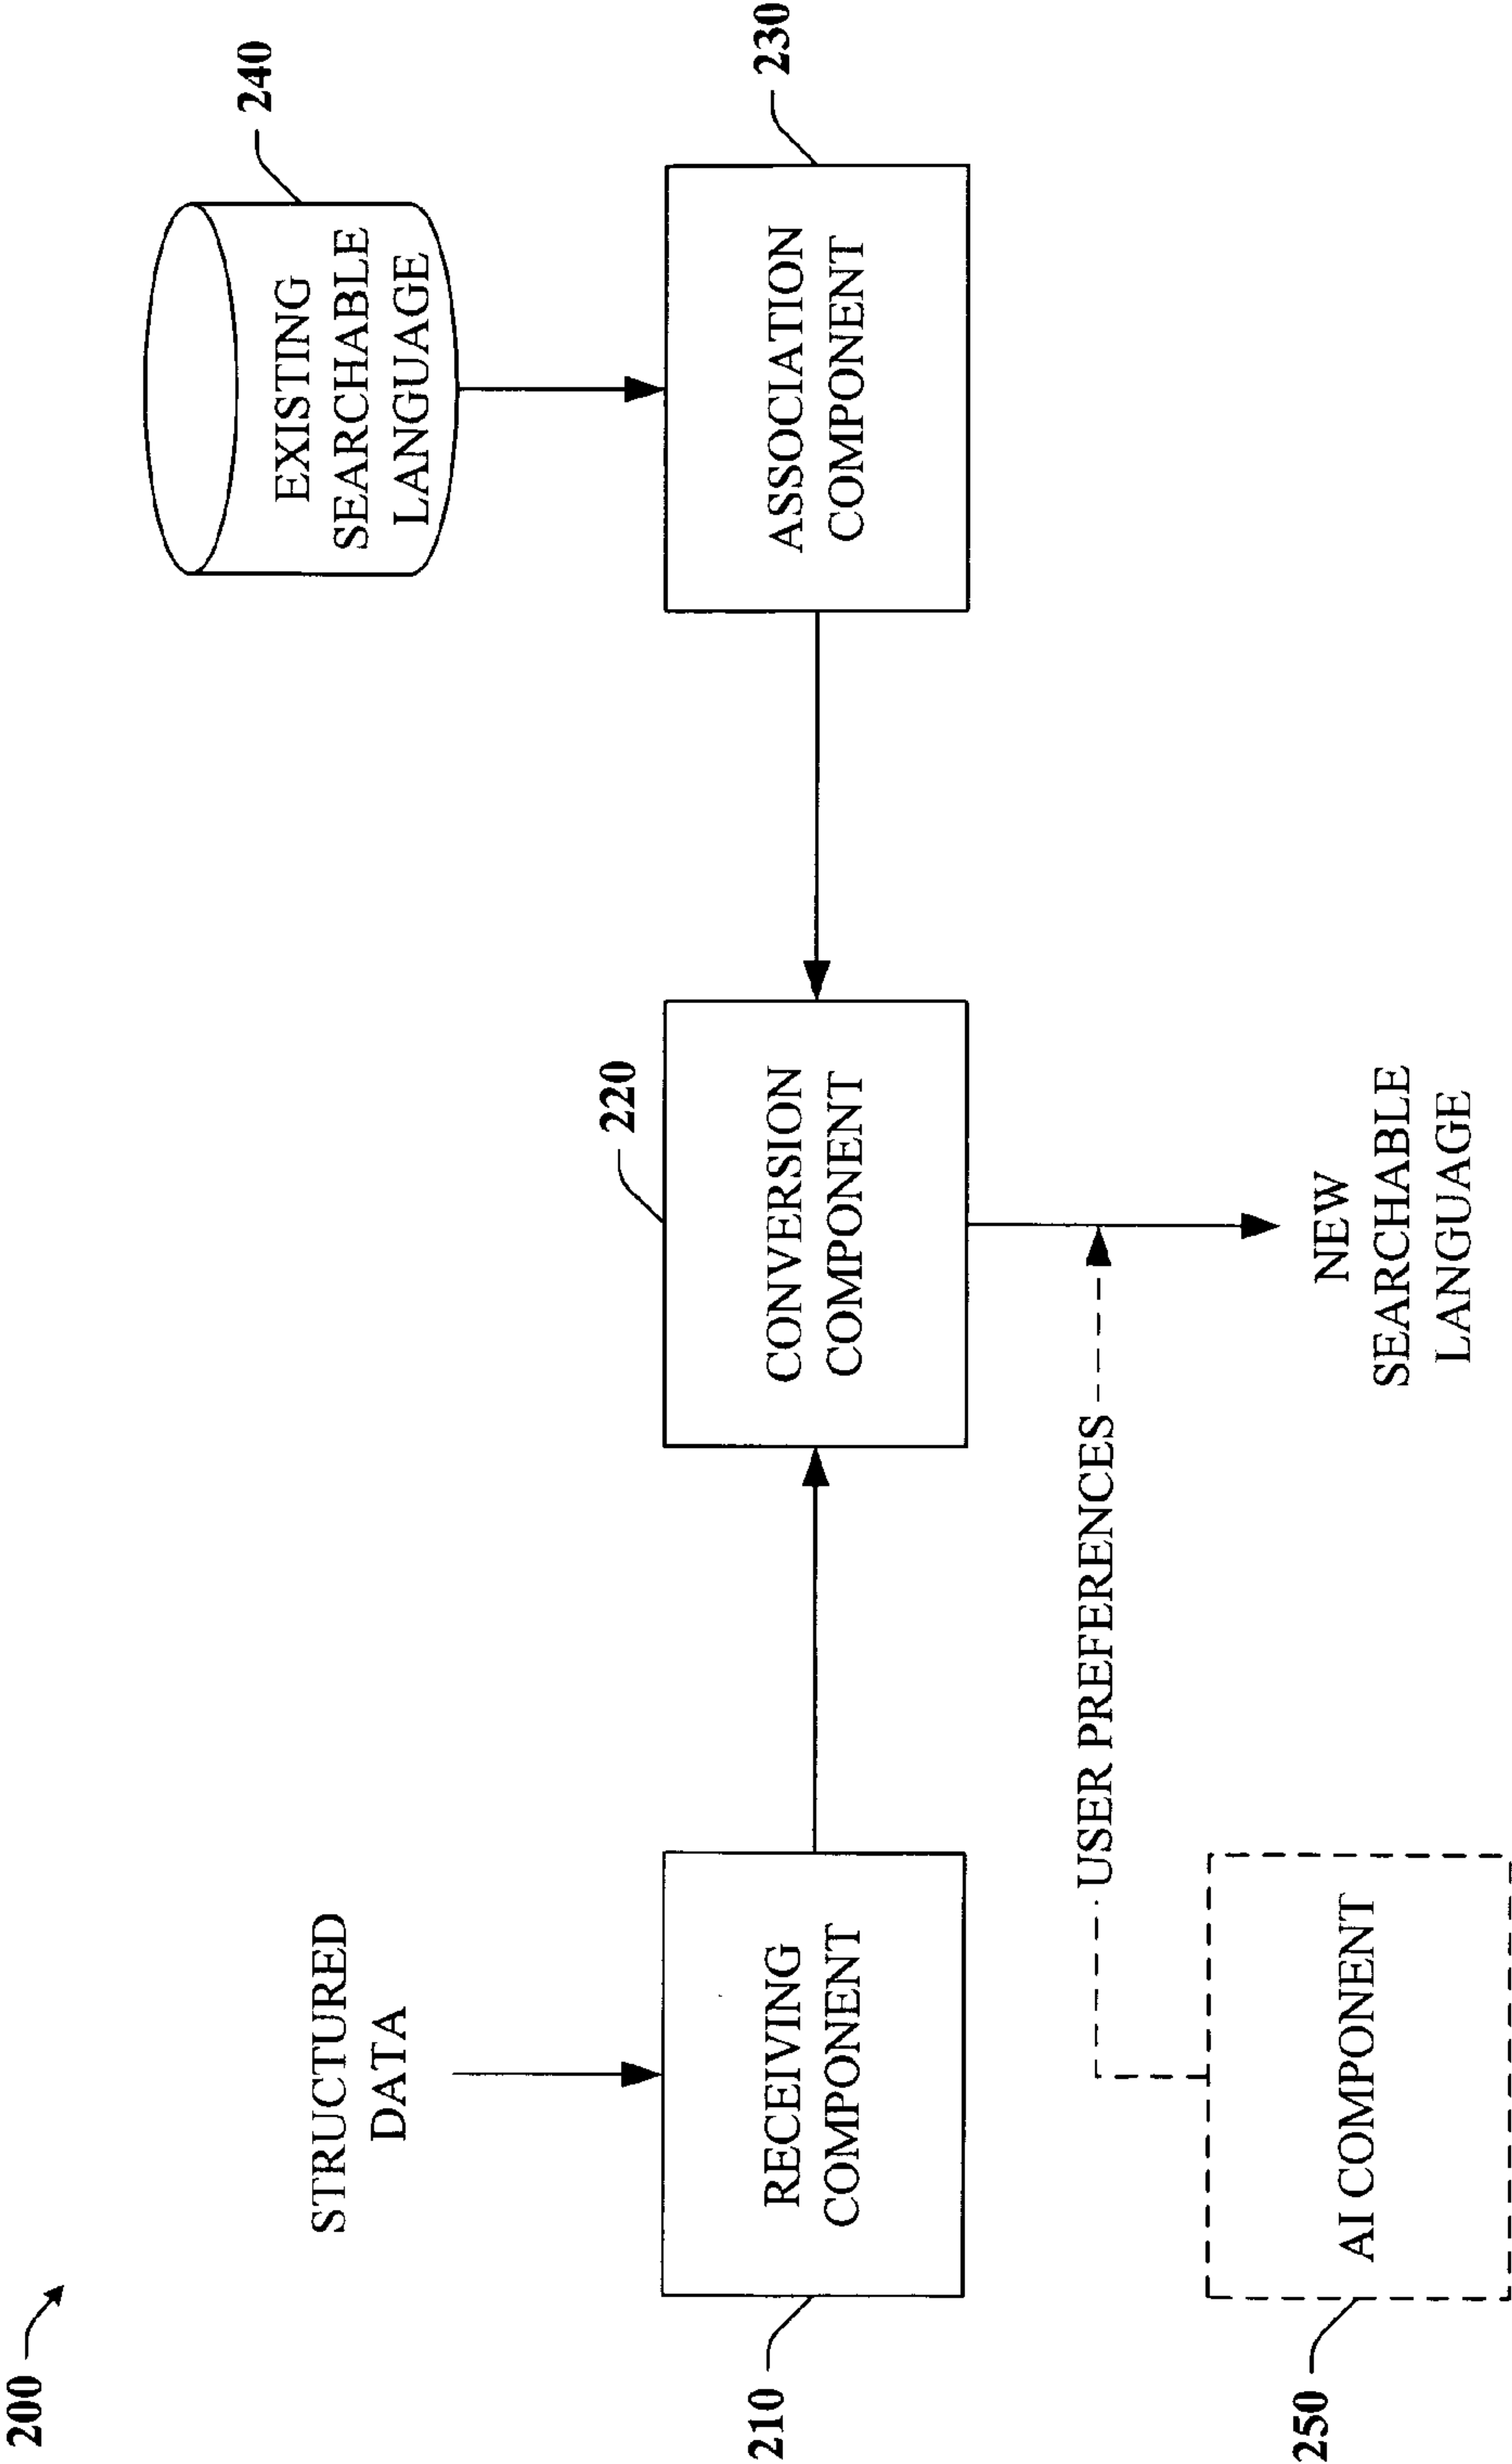 200
STRUCTURED
DATA
EXISTING
SEARCHABLE
LANGUAGE
240
210
RECEIVING
COMPONENT
220
CONVERSION
COMPONENT
ASSOCIATION
COMPONENT
230
USER PREFERENCES
250
AI COMPONENT
NEW
SEARCHABLE
LANGUAGE